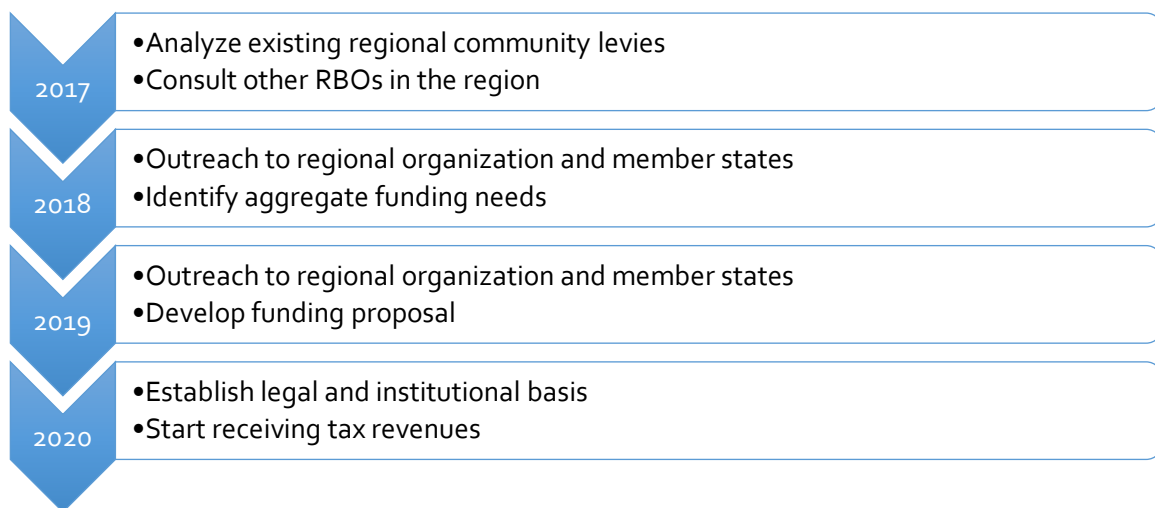 2017
•Analyze existing regional community levies
•Consult other RBOs in the region
2018
•Outreach to regional organization and member states
•Identify aggregate funding needs
2019
•Outreach to regional organization and member states
•Develop funding proposal
2020
•Establish legal and institutional basis
•Start receiving tax revenues